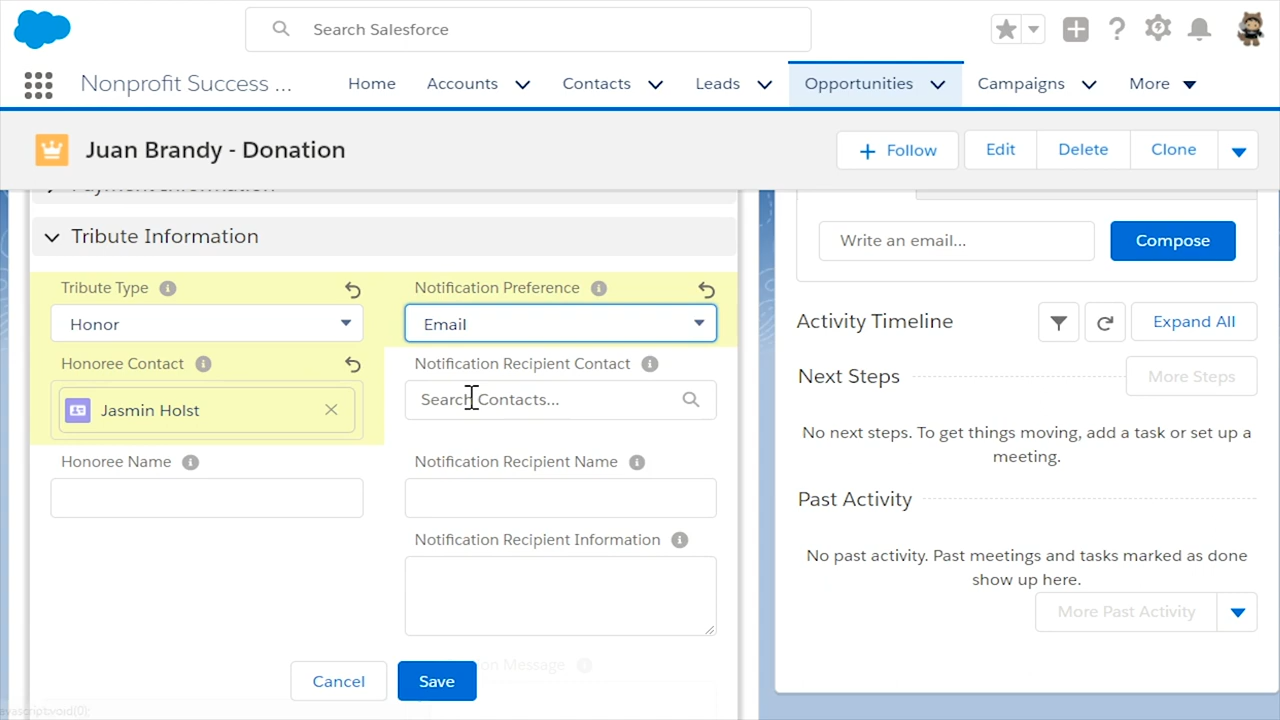 Search Salesforce
Nonprofit Success ...
Home
Accounts
Contacts
Leads
Opportunities
Campaigns
More
Juan Brandy - Donation
Follow
Edit
Delete
Clone
Payment Information
Tribute Information
Tribute Type
Honor
Notification Preference
Email
Honoree Contact
Jasmin Holst
Notification Recipient Contact
Search Contacts...
Honoree Name
Notification Recipient Name
Notification Recipient Information
Message
Cancel
Save
Write an email...
Compose
Activity Timeline
Expand All
Next Steps
More Steps
No next steps. To get things moving, add a task or set up a
meeting.
Past Activity
No past activity. Past meetings and tasks marked as done
show up here.
More Past Activity